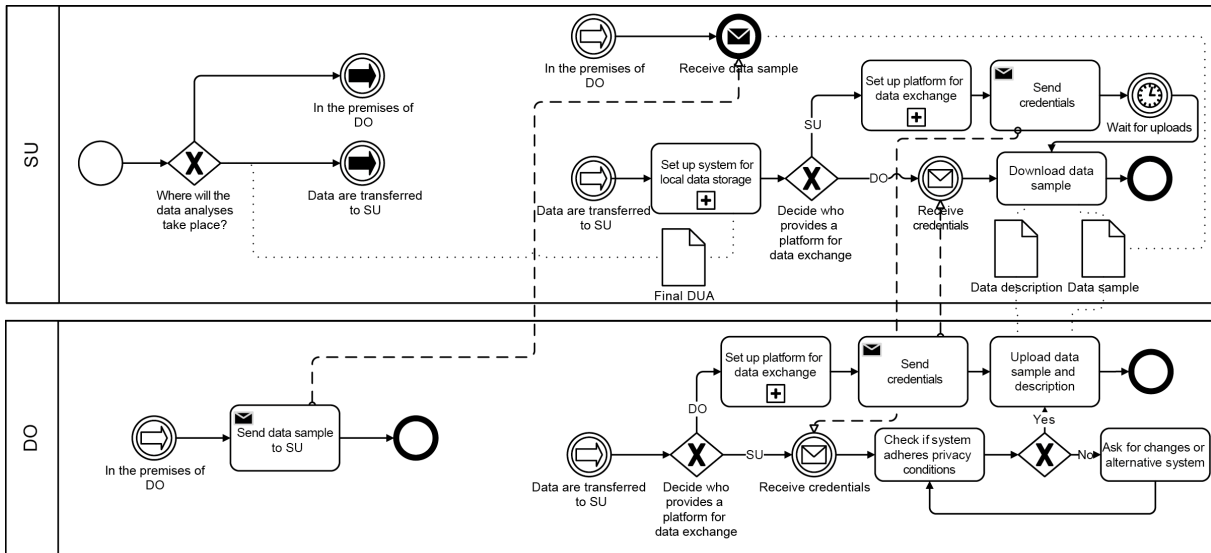 SU
In the premises of
DO
Data are transferred
to SU
Where will the
data analyses
take place?
In the premises of
DO
Receive data sample
Data are transferred
to SU
Set up system for
local data storage
SU
DO
Decide who
provides a
platform for
data exchange
Set up platform for
data exchange
Send
credentials
Wait for uploads
Receive
credentials
Download data
sample
Final DUA
Data description
Data sample
DO
In the premises of
DO
Send data sample
to SU
Data are transferred
to SU
DO
SU
Decide who
provides a
platform for
data exchange
Set up platform for
data exchange
Send
credentials
Upload data
sample and
description
Receive credentials
Check if system
adheres privacy
conditions
Yes
No
Ask for changes or
alternative system